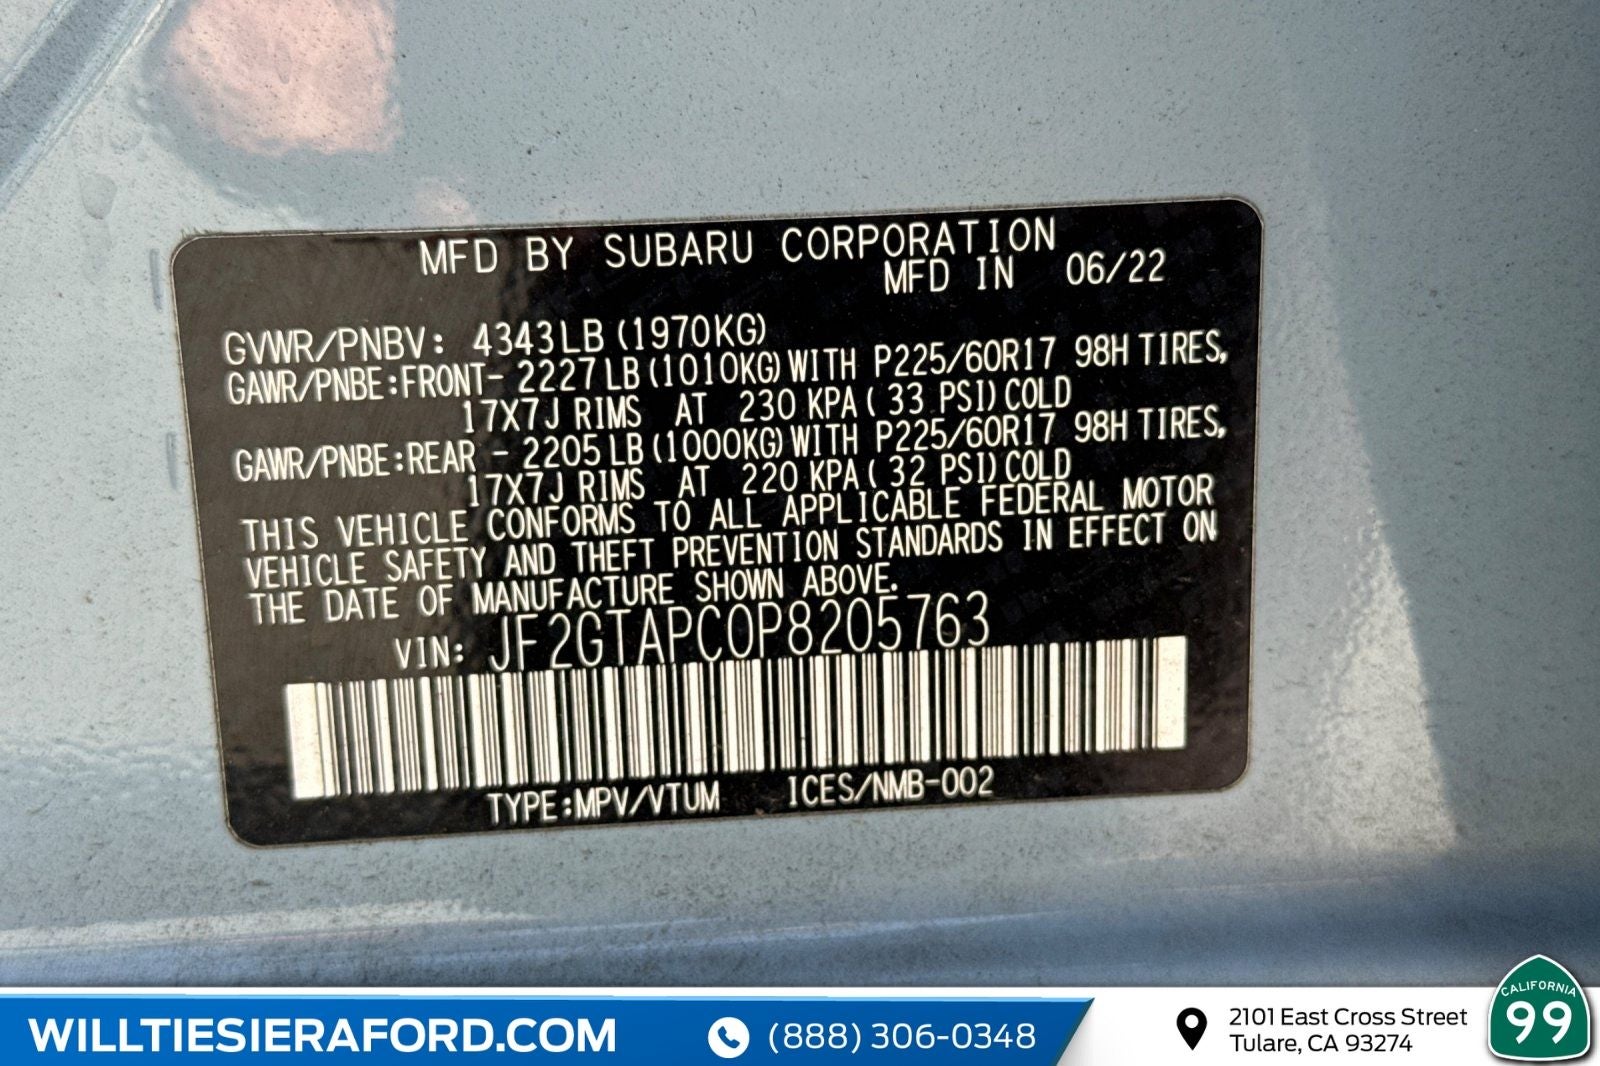 MFD BY SUBARU CORPORATION
MFD IN 06/22
GVWR/PNBV: 4343LB (1970KG)
GAWR/PNBE:FRONT- 2227LB (1010KG) WITH P225/60R17 98H TIRES,
17X7J RIMS AT 230 KPA ( 33 PSI) COLD
GAWR/PNBE:REAR - 2205LB (1000KG) WITH P225/60R17 98H TIRES,
17X7J RIMS AT 220 KPA ( 32 PSI) COLD
THIS VEHICLE CONFORMS TO ALL APPLICABLE FEDERAL MOTOR
VEHICLE SAFETY AND THEFT PREVENTION STANDARDS IN EFFECT ON
THE DATE OF MANUFACTURE SHOWN ABOVE.
VIN: JF2GTAPC0P8205763
TYPE:MPV/VTUM ICES/NMB-002
WILLTIESIERAFORD.COM
(888) 306-0348
2101 East Cross Street
Tulare, CA 93274
CALIFORNIA
99